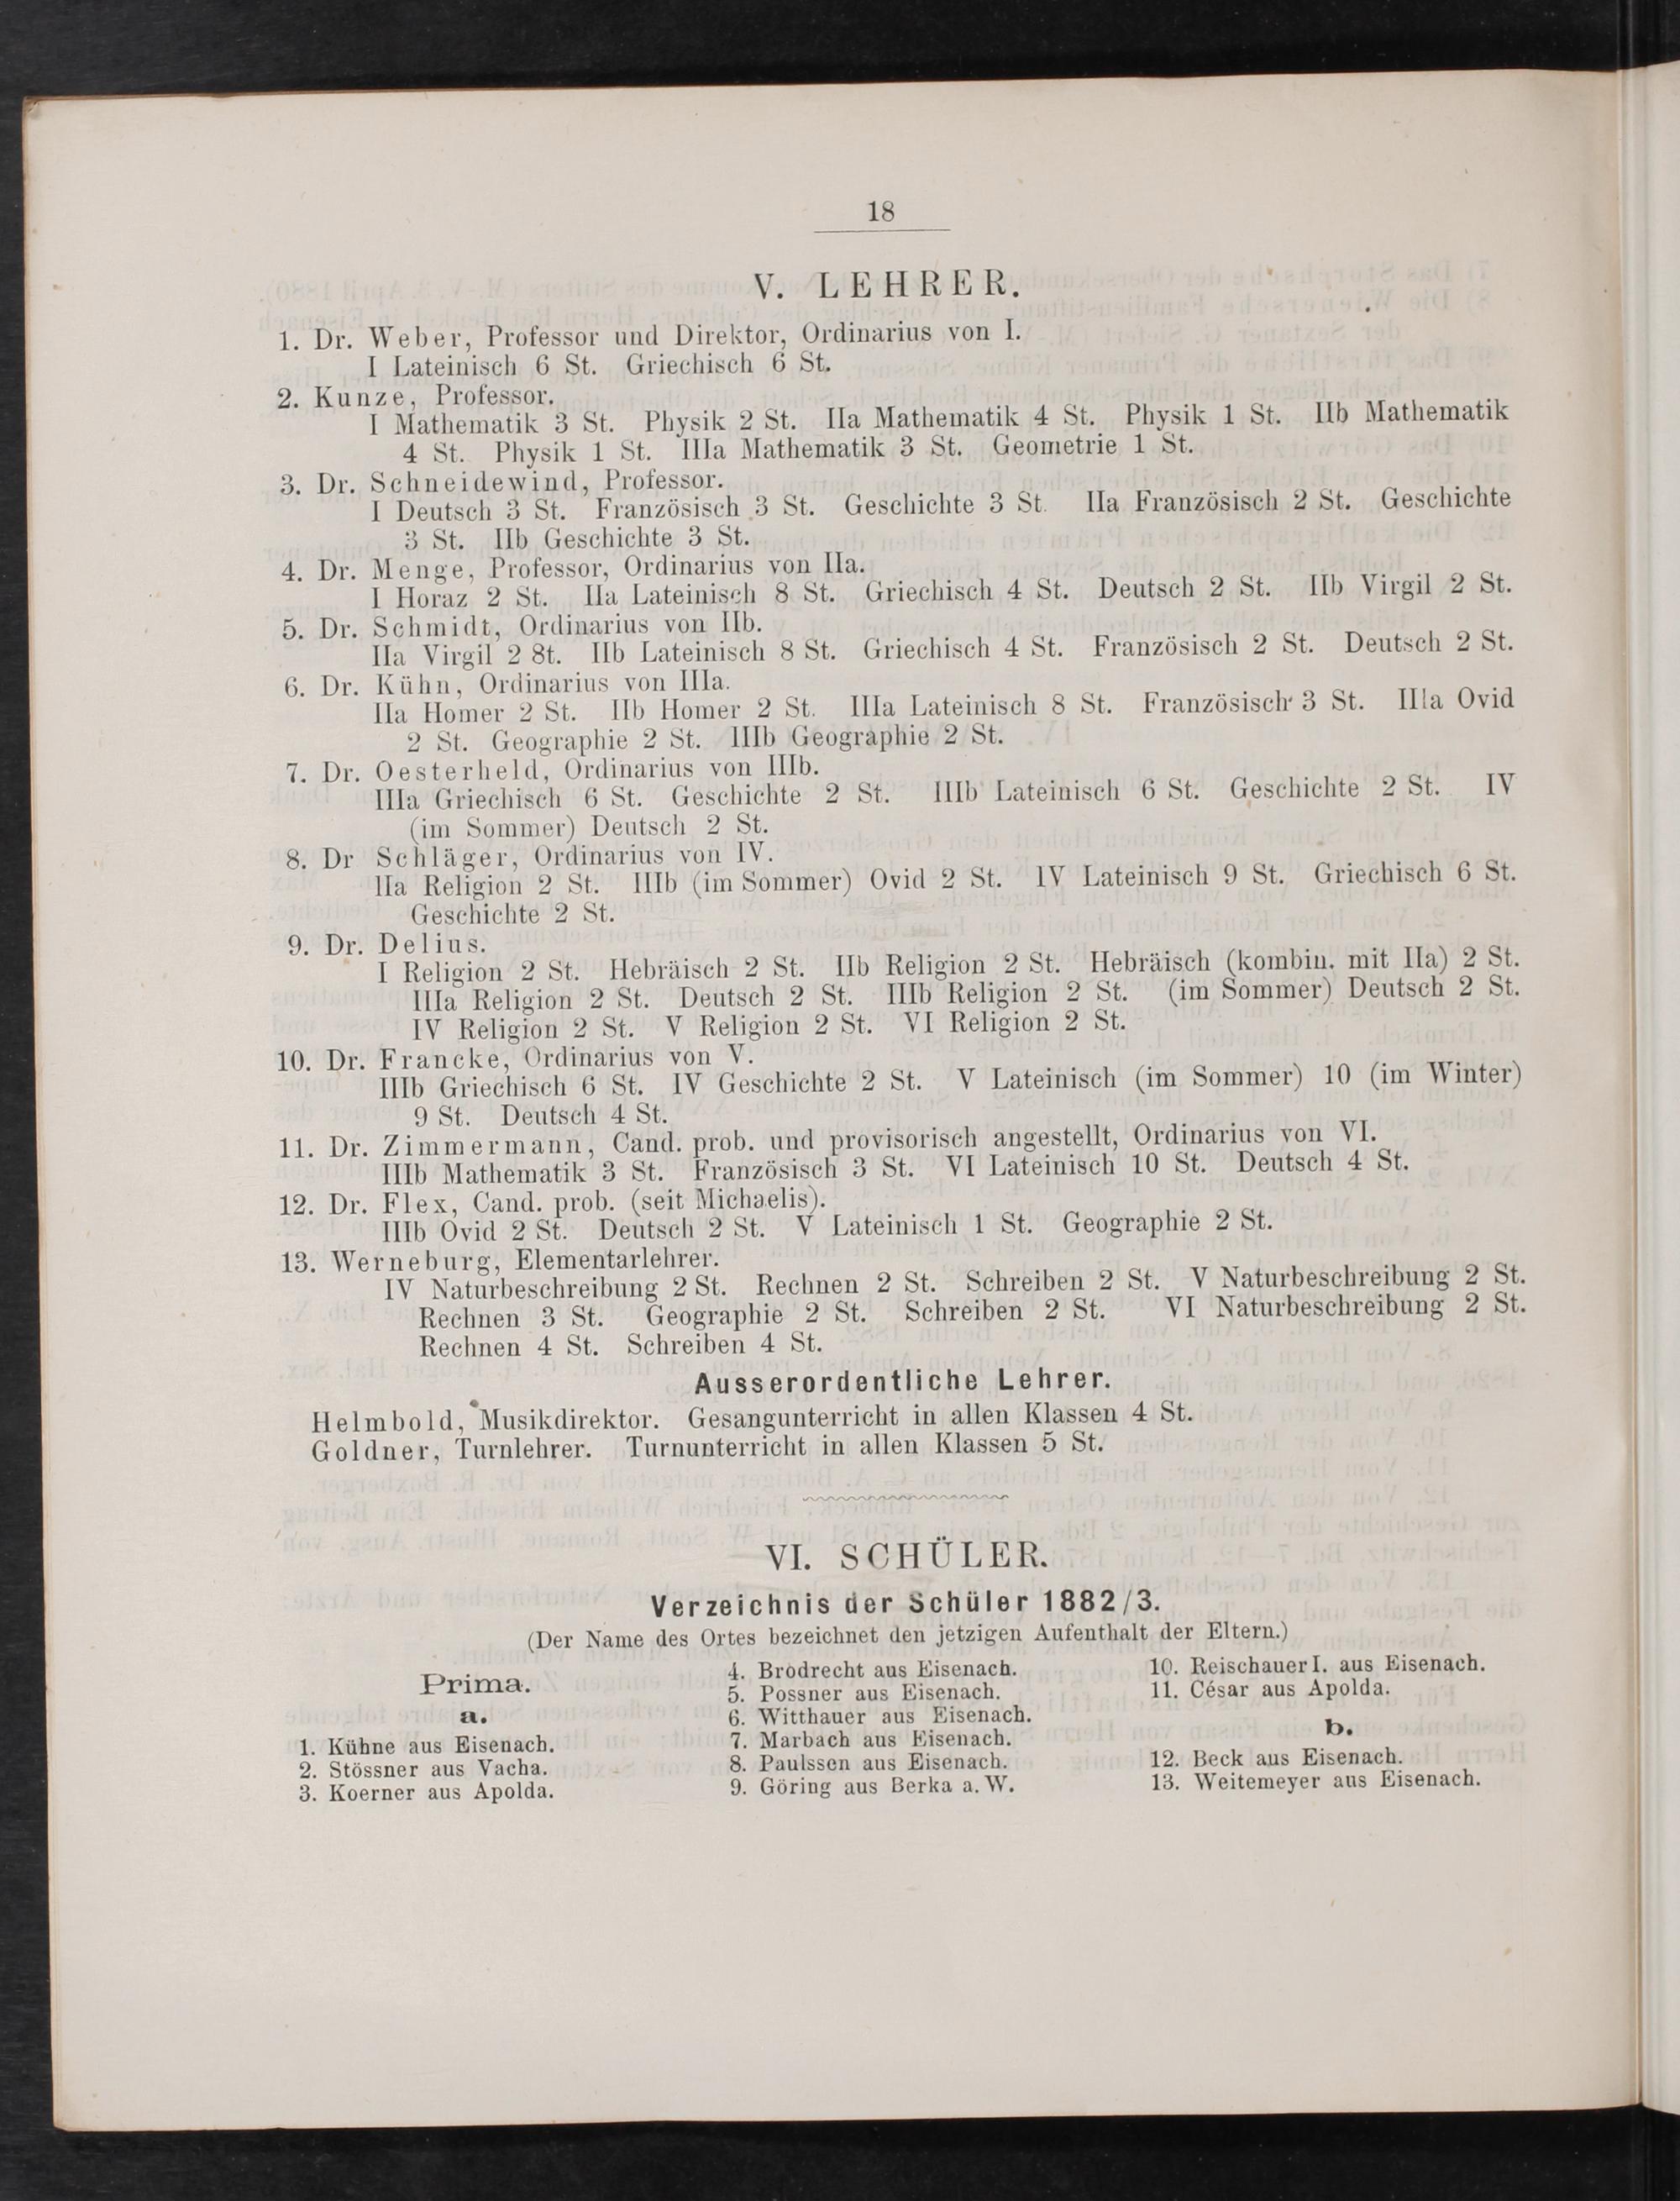 18
V. LEHRER.
1. Dr. Weber, Professor und Direktor, Ordinarius von I.
I Lateinisch 6 St. Griechisch 6 St.
2. Kunze, Professor.
I Mathematik 3 St. Physik 2 St. IIa Mathematik 4 St. Physik 1 St. IIb Mathematik
4 St. Physik 1 St. IIIa Mathematik 3 St. Geometrie 1 St.
3. Dr. Schneidewind, Professor.
I Deutsch 3 St. Französisch 3 St. Geschichte 3 St. IIa Französisch 2 St. Geschichte
3 St. IIb Geschichte 3 St.
4. Dr. Menge, Professor, Ordinarius von IIa.
I Horaz 2 St. IIa Lateinisch 8 St. Griechisch 4 St. Deutsch 2 St. IIb Virgil 2 St.
5. Dr. Schmidt, Ordinarius von IIb.
IIa Virgil 2 8t. IIb Lateinisch 8 St. Griechisch 4 St. Französisch 2 St. Deutsch 2 St.
6. Dr. Kühn, Ordinarius von IIIa.
IIa Homer 2 St. IIb Homer 2 St. IIIa Lateinisch 8 St. Französisch 3 St. IIIa Ovid
2 St. Geographie 2 St. IIIb Geographie 2 St.
7. Dr. Oesterheld, Ordinarius von IIIb.
IIIa Griechisch 6 St. Geschichte 2 St. IIIb Lateinisch 6 St. Geschichte 2 St. IV
(im Sommer) Deutsch 2 St.
8. Dr Schläger, Ordinarius von IV.
IIa Religion 2 St. IIIb (im Sommer) Ovid 2 St. IV Lateinisch 9 St. Griechisch 6 St.
Geschichte 2 St.
9. Dr. Delius.
I Religion 2 St. Hebräisch 2 St. IIb Religion 2 St. Hebräisch (kombin. mit IIa) 2 St.
IIIa Religion 2 St. Deutsch 2 St. IIIb Religion 2 St. (im Sommer) Deutsch 2 St.
IV Religion 2 St. V Religion 2 St. VI Religion 2 St.
10. Dr. Francke, Ordinarius von V.
IIIb Griechisch 6 St. IV Geschichte 2 St. V Lateinisch (im Sommer) 10 (im Winter)
9 St. Deutsch 4 St.
11. Dr. Zimmermann, Cand. prob. und provisorisch angestellt, Ordinarius von VI.
IIIb Mathematik 3 St. Französisch 3 St. VI Lateinisch 10 St. Deutsch 4 St.
12. Dr. Flex, Cand. prob. (seit Michaelis).
IIIb Ovid 2 St. Deutsch 2 St. V Lateinisch 1 St. Geographie 2 St.
13. Werneburg, Elementarlehrer.
IV Naturbeschreibung 2 St. Rechnen 2 St. Schreiben 2 St. V Naturbeschreibung 2 St.
Rechnen 3 St. Geographie 2 St. Schreiben 2 St. VI Naturbeschreibung 2 St.
Rechnen 4 St. Schreiben 4 St.
Ausserordentliche Lehrer.
Helmbold, Musikdirektor. Gesangunterricht in allen Klassen 4 St.
Goldner, Turnlehrer. Turnunterricht in allen Klassen 5 St.
VI. SCHÜLER.
Verzeichnis der Schüler 1882/3.
(Der Name des Ortes bezeichnet den jetzigen Aufenthalt der Eltern.)
Prima.
a.
1. Kühne aus Eisenach.
2. Stössner aus Vacha.
3. Koerner aus Apolda.
4. Brodrecht aus Eisenach.
5. Possner aus Eisenach.
6. Witthauer aus Eisenach.
7. Marbach aus Eisenach.
8. Paulssen aus Eisenach.
9. Göring aus Berka a. W.
10. Reischauer I. aus Eisenach.
11. César aus Apolda.
b.
12. Beck aus Eisenach.
13. Weitemeyer aus Eisenach.